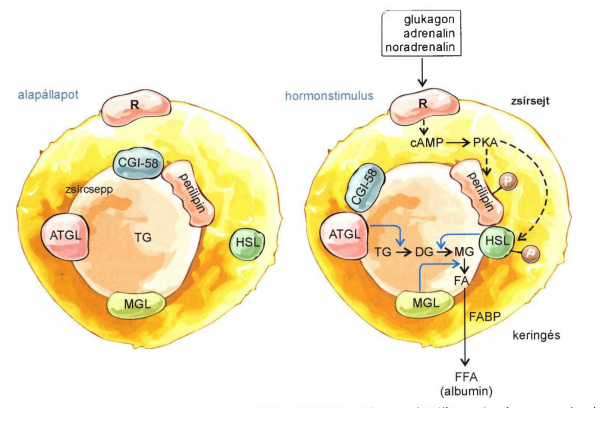 alapállapot
R
CGI-58
perilipin
zsírcsepp
ATGL
TG
HSL
MGL
glukagon
adrenalin
noradrenalin
hormonstimulus
zsírsejt
R
cAMP
PKA
CGI-58
perilipin
P
ATGL
TG
DG
MG
HSL
P
FA
MGL
FABP
keringés
FFA
(albumin)